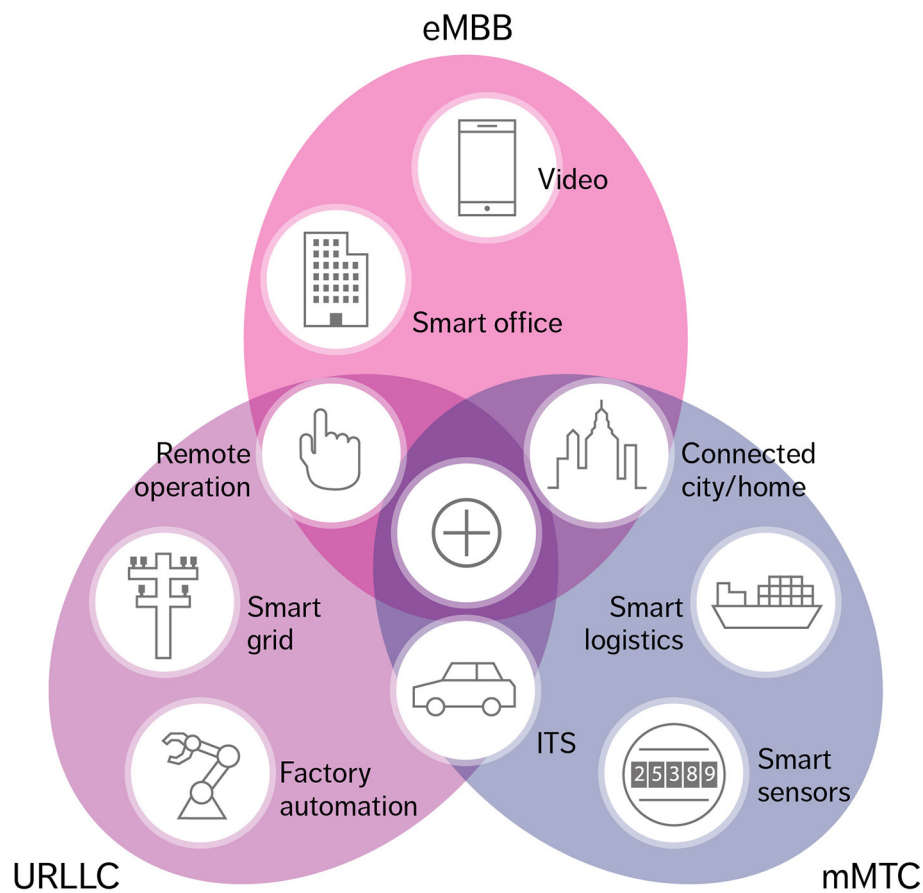 eMBB
Video
Smart office
Remote
operation
Connected
city/home
Smart
grid
Smart
logistics
ITS
Factory
automation
25389
Smart
sensors
URLLC
mMTC